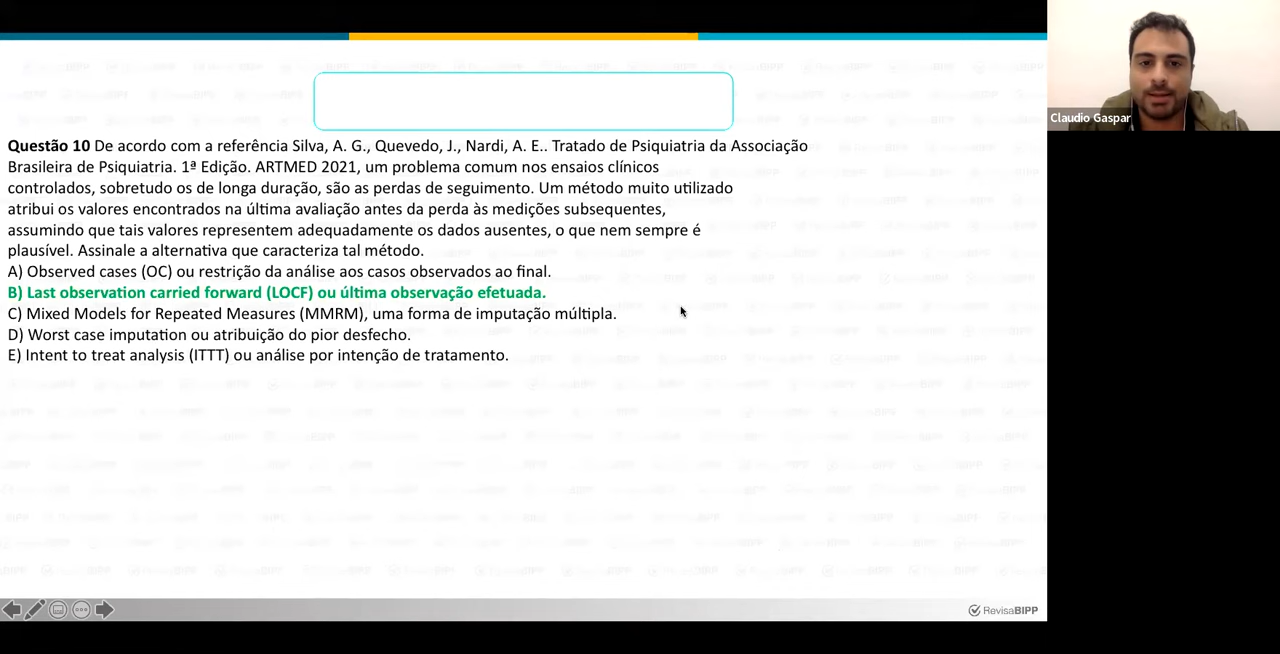 Claudio Gaspar
Questão 10 De acordo com a referência Silva, A. G., Quevedo, J., Nardi, A. E.. Tratado de Psiquiatria da Associação
Brasileira de Psiquiatria. 1ª Edição. ARTMED 2021, um problema comum nos ensaios clínicos
controlados, sobretudo os de longa duração, são as perdas de seguimento. Um método muito utilizado
atribui os valores encontrados na última avaliação antes da perda às medições subsequentes,
assumindo que tais valores representem adequadamente os dados ausentes, o que nem sempre é
plausível. Assinale a alternativa que caracteriza tal método.
A) Observed cases (OC) ou restrição da análise aos casos observados ao final.
B) Last observation carried forward (LOCF) ou última observação efetuada.
C) Mixed Models for Repeated Measures (MMRM), uma forma de imputação múltipla.
D) Worst case imputation ou atribuição do pior desfecho.
E) Intent to treat analysis (ITTT) ou análise por intenção de tratamento.
RevisaBIPP